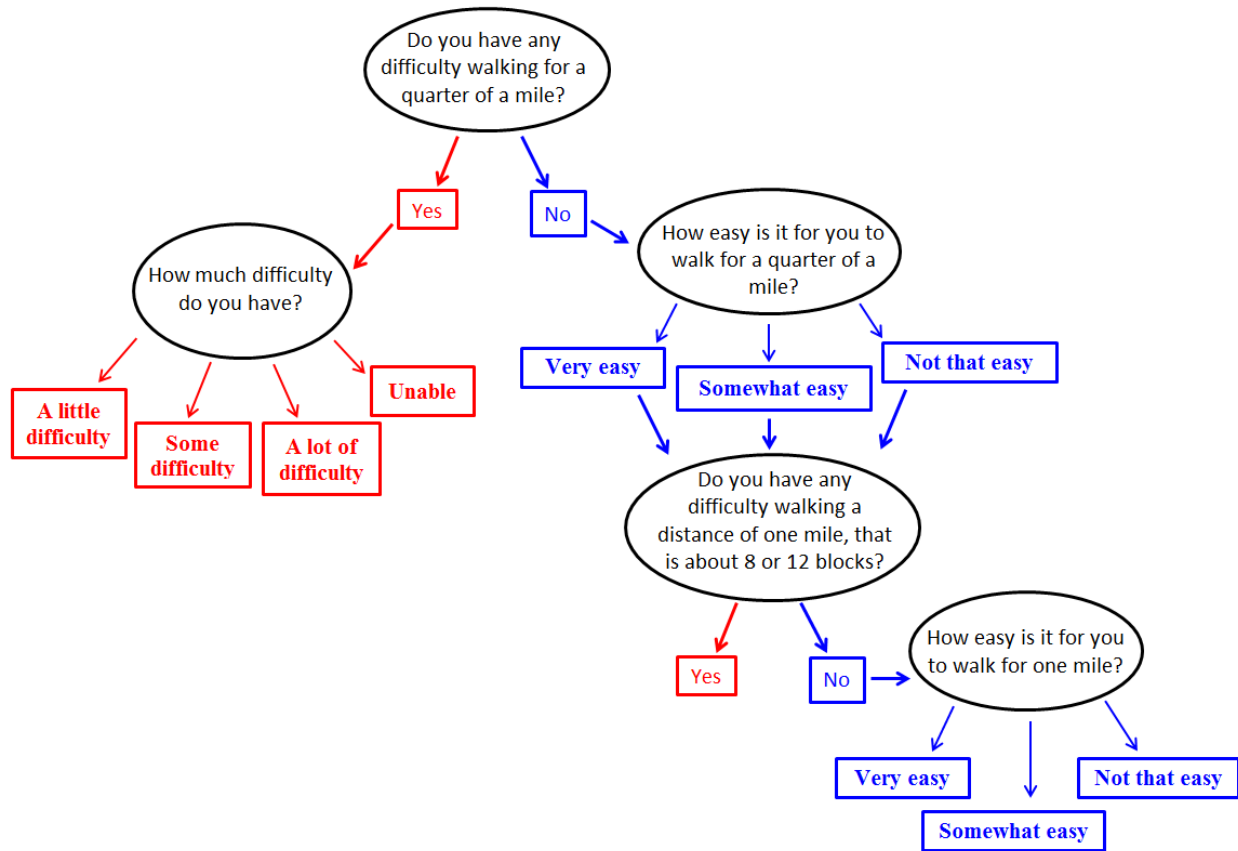 Do you have any
difficulty walking for a
quarter of a mile?
Yes
No
How much difficulty
do you have?
How easy is it for you to
walk for a quarter of a
mile?
A little
difficulty
Some
difficulty
A lot of
difficulty
Unable
Very easy
Somewhat easy
Not that easy
Do you have any
difficulty walking a
distance of one mile, that
is about 8 or 12 blocks?
Yes
No
How easy is it for you
to walk for one mile?
Very easy
Somewhat easy
Not that easy